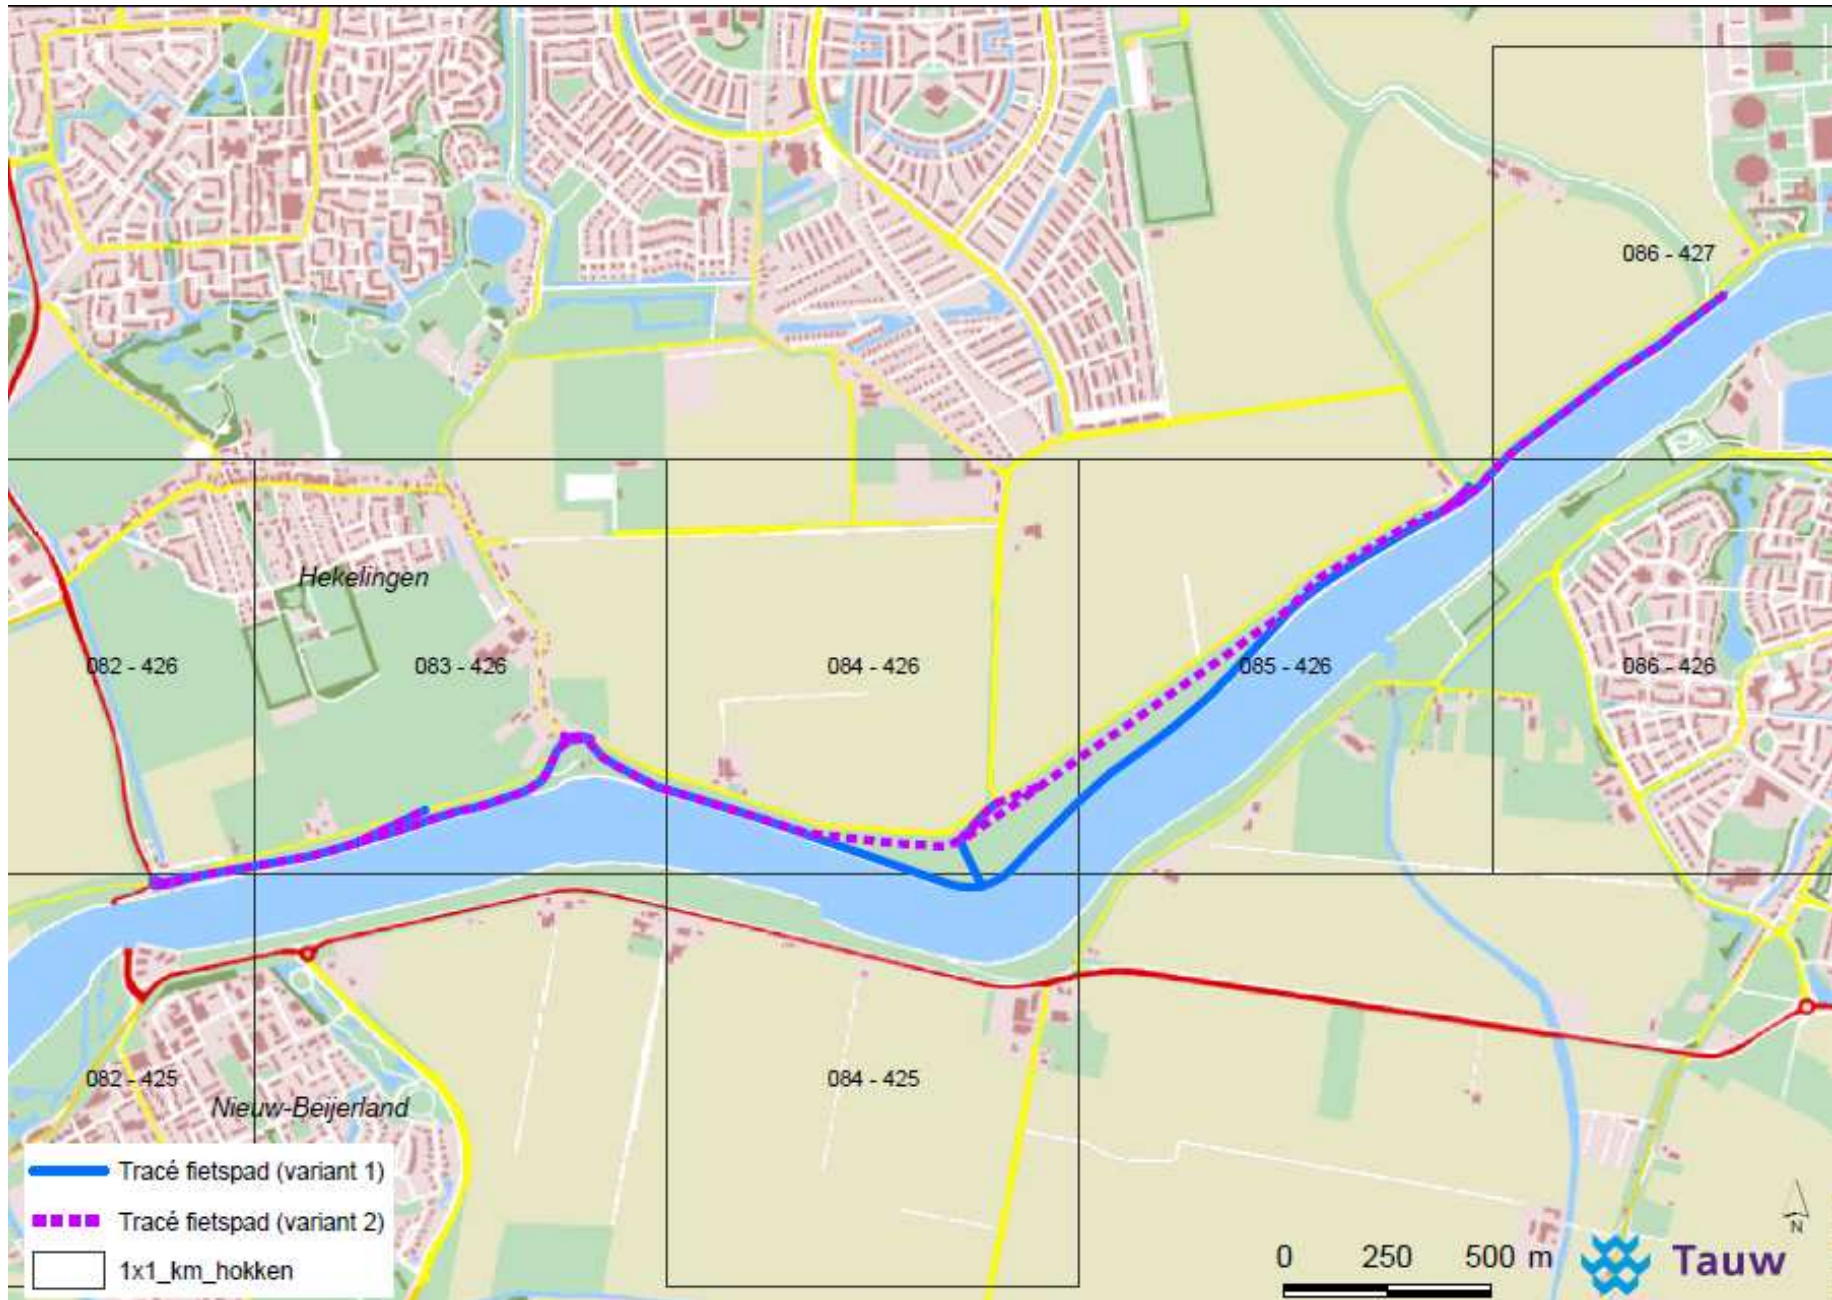 086 - 427
Hekelingen
082 - 426
083 - 426
084 - 426
085 - 426
086 - 426
082 - 425
084 - 425
Nieuw-Beijerland
Tracé fietspad (variant 1)
Tracé fietspad (variant 2)
1x1_km_hokken
0 250 500 m
N
Tauw